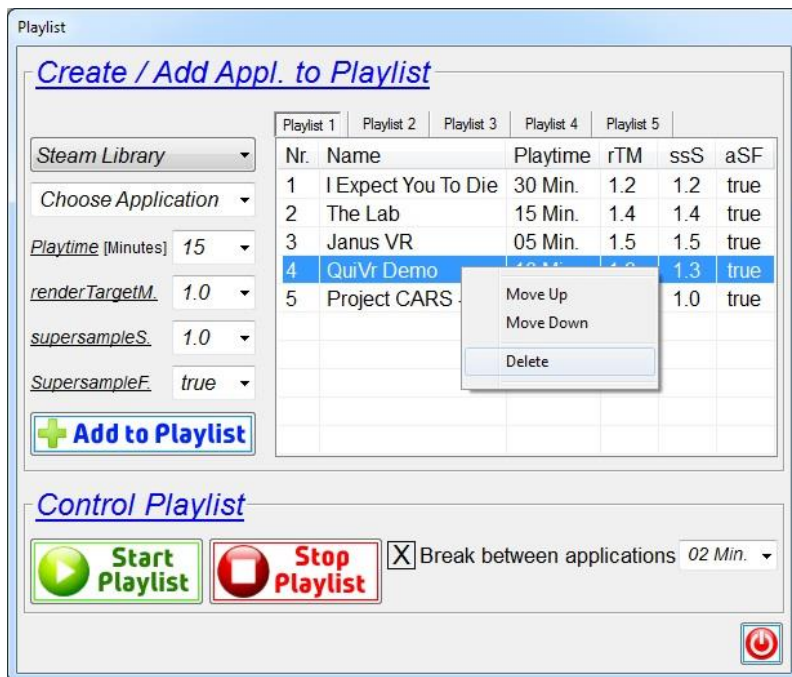 Playlist
Create / Add Appl. to Playlist
Playlist 1 Playlist 2 Playlist 3 Playlist 4 Playlist 5
Steam Library
Choose Application
Playtime [Minutes] 15
renderTargetM. 1.0
supersampleS. 1.0
SupersampleF. true
Add to Playlist
Nr. Name Playtime rTM ssS aSF
1 I Expect You To Die 30 Min. 1.2 1.2 true
2 The Lab 15 Min. 1.4 1.4 true
3 Janus VR 05 Min. 1.5 1.5 true
4 QuiVr Demo 1.3 true
5 Project CARS - 1.0 true
Move Up
Move Down
Delete
Control Playlist
Start
Playlist
Stop
Playlist
X Break between applications 02 Min.